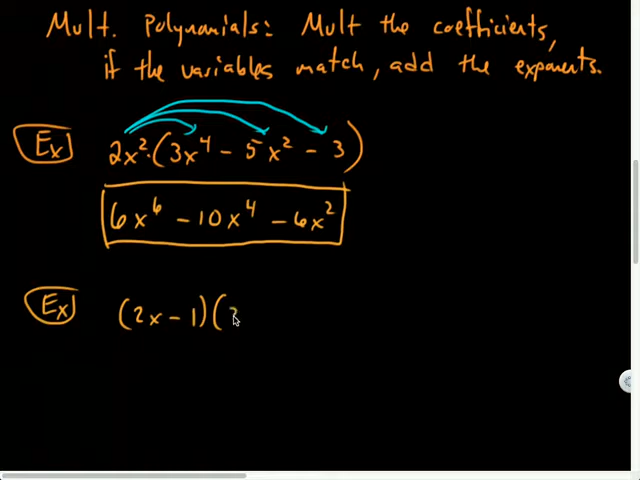 Mult. Polynomials: Mult the coefficients,
if the variables match, add the exponents.
Ex 2x²·(3x⁴ - 5x² - 3)
6x⁶ - 10x⁴ - 6x²
Ex (2x - 1)(